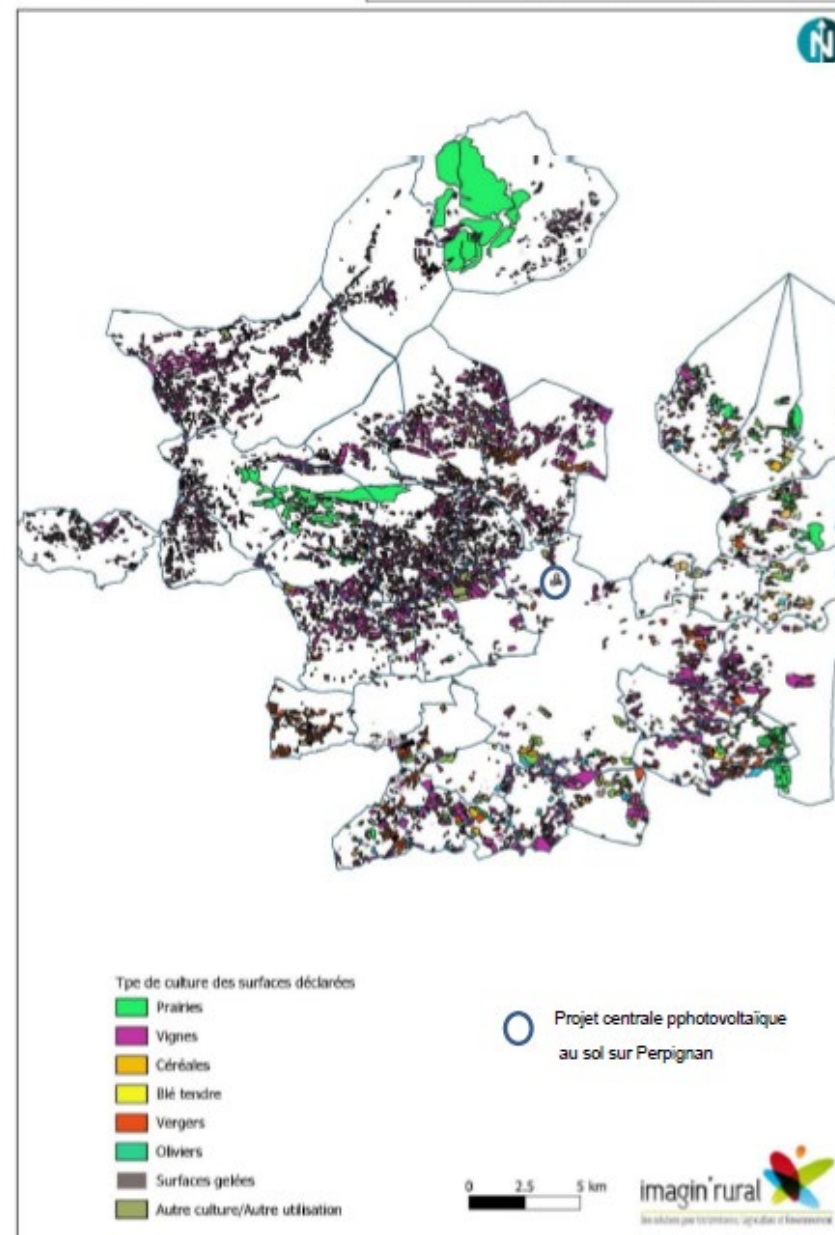 N
Tpe de culture des surfaces déclarées
Prairies
Vignes
Céréales
Blé tendre
Vergers
Oliviers
Surfaces gelées
Autre culture/Autre utilisation
Projet centrale pphotovoltaïque
au sol sur Perpignan
0 2.5 5 km
imagin'rural